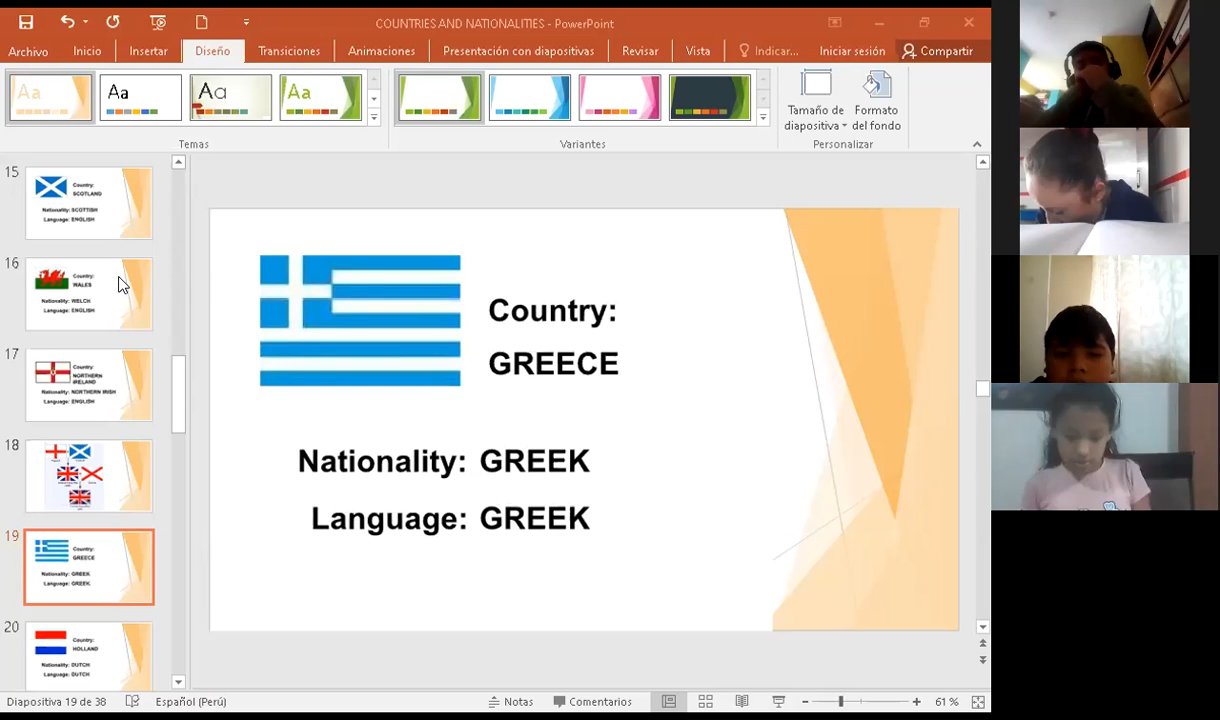 COUNTRIES AND NATIONALITIES - PowerPoint
Archivo Inicio Insertar Diseño Transiciones Animaciones Presentación con diapositivas Revisar Vista Indicar... Iniciar sesión Compartir
Aa Aa Aa Aa
Tamaño de diapositiva
Formato del fondo
Temas Variantes Personalizar
15
Country:
SCOTLAND
Nationality: SCOTTISH
Language: ENGLISH
16
Country:
WALES
Nationality: WELCH
Language: ENGLISH
17
Country:
NORTHERN
IRELAND
Nationality: NORTHERN IRISH
Language: ENGLISH
18
19
Country:
GREECE
Nationality: GREEK
Language: GREEK
20
Country:
HOLLAND
Nationality: DUTCH
Language: DUTCH
Country:
GREECE
Nationality: GREEK
Language: GREEK
Diapositiva 19 de 38 Español (Perú) Notas Comentarios 61 %